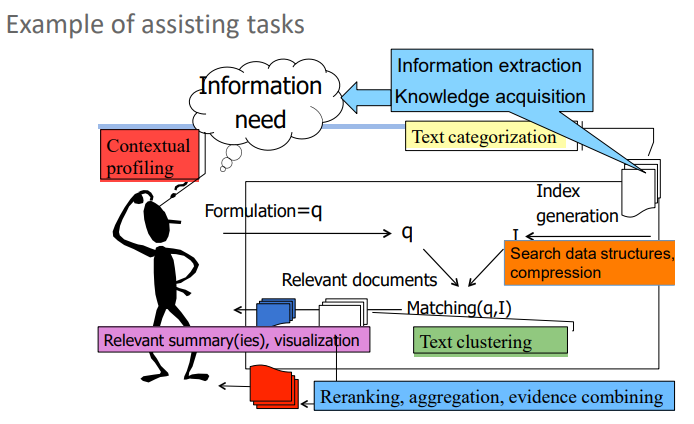 Example of assisting tasks
Information extraction
Knowledge acquisition
Information
need
Text categorization
Contextual
profiling
Index
generation
Formulation=q
q
I
Search data structures,
compression
Relevant documents
Matching(q,I)
Relevant summary(ies), visualization
Text clustering
Reranking, aggregation, evidence combining